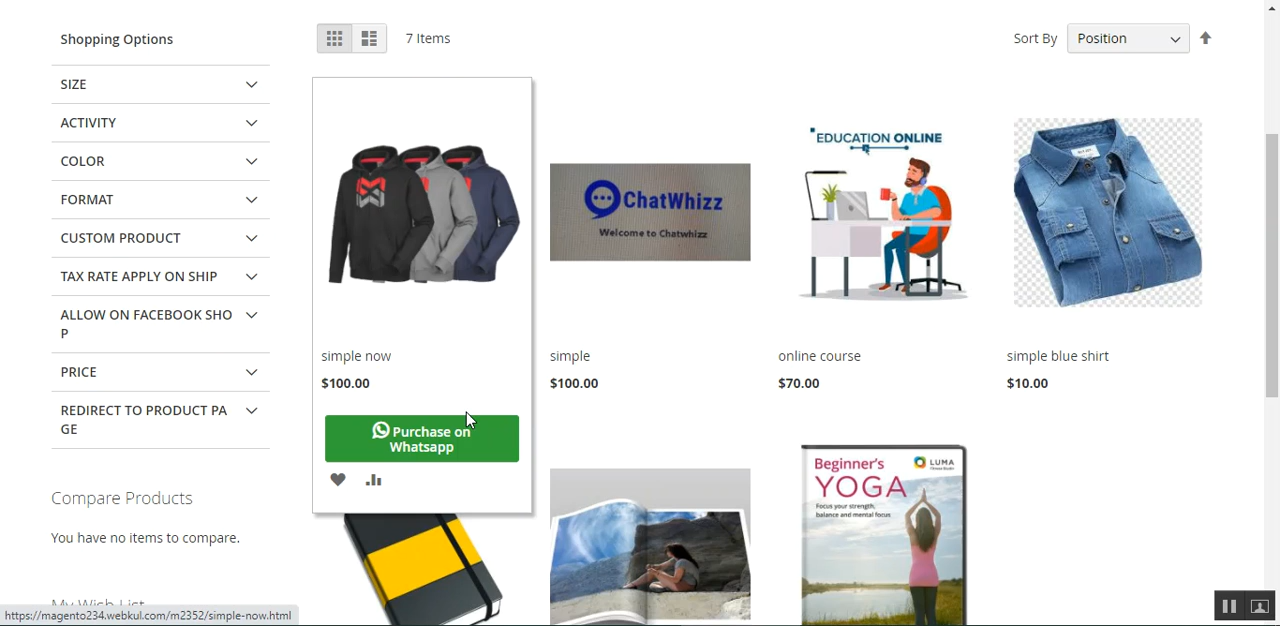 Shopping Options
7 Items
Sort By
Position
SIZE
ACTIVITY
COLOR
FORMAT
CUSTOM PRODUCT
TAX RATE APPLY ON SHIP
ALLOW ON FACEBOOK SHO
P
PRICE
REDIRECT TO PRODUCT PA
GE
Compare Products
You have no items to compare.
My Wish List
ChatWhizz
Welcome to Chatwhizz
EDUCATION ONLINE
simple now
$100.00
simple
$100.00
online course
$70.00
simple blue shirt
$10.00
Purchase on
Whatsapp
Beginner's
YOGA
LUMA
Focus your strength,
balance and mental focus
https://magento234.webkul.com/m2352/simple-now.html